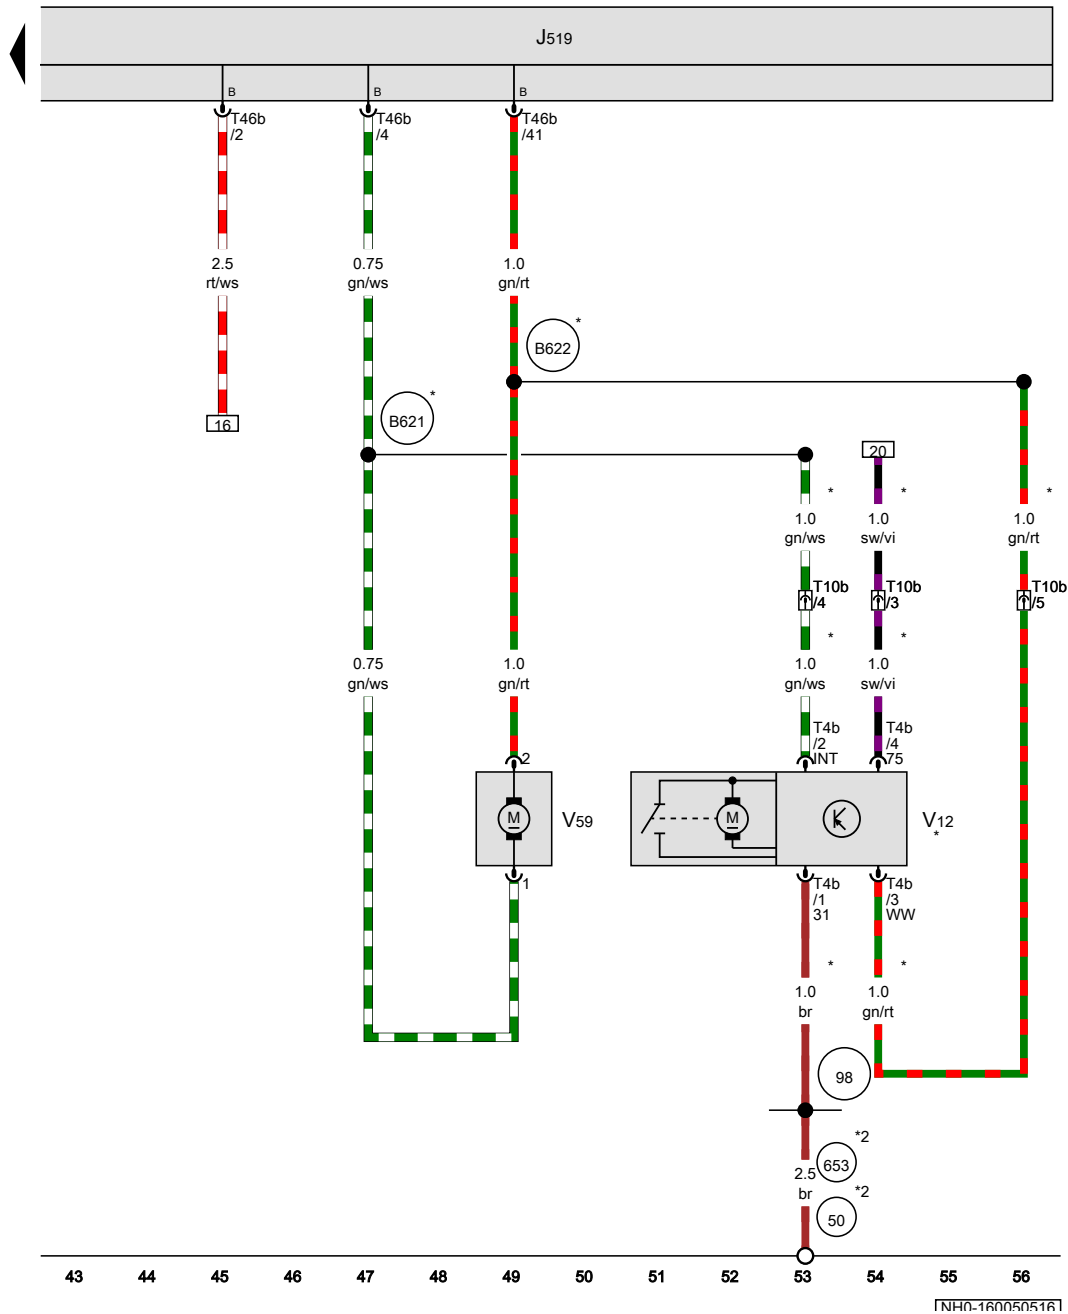 J519
B
B
B
T46b
/2
T46b
/4
T46b
/41
2.5
rt/ws
0.75
gn/ws
1.0
gn/rt
B622
*
16
B621
*
20
*
*
*
1.0
gn/ws
1.0
sw/vi
1.0
gn/rt
T10b
/4
T10b
/3
T10b
/5
*
*
0.75
gn/ws
1.0
gn/rt
1.0
gn/ws
1.0
sw/vi
T4b
/2
INT
T4b
/4
75
2
M
V59
M
V12
*
1
T4b
/1
31
T4b
/3
WW
*
*
1.0
br
1.0
gn/rt
98
*2
653
2.5
br
*2
50
43 44 45 46 47 48 49 50 51 52 53 54 55 56
NH0-160050516